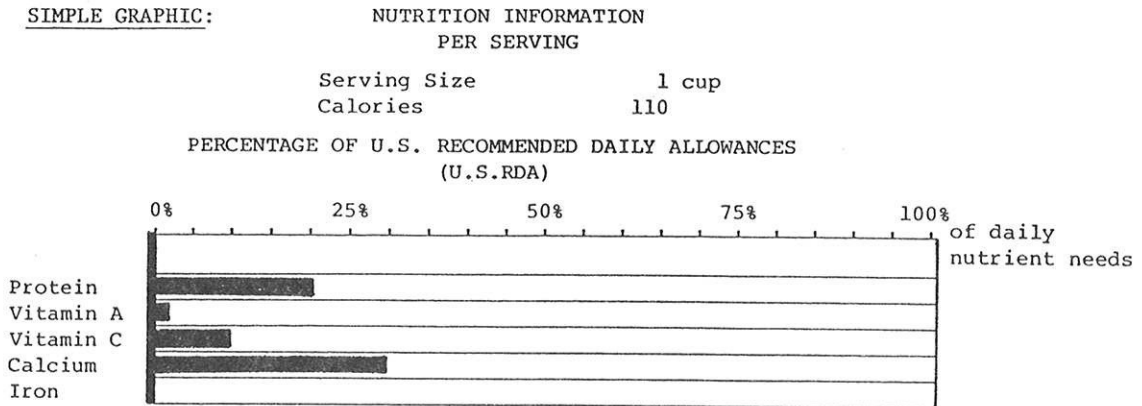 SIMPLE GRAPHIC: NUTRITION INFORMATION
PER SERVING
Serving Size 1 cup
Calories 110
PERCENTAGE OF U.S. RECOMMENDED DAILY ALLOWANCES
(U.S.RDA)
0% 25% 50% 75% 100%
of daily
nutrient needs
Protein
Vitamin A
Vitamin C
Calcium
Iron